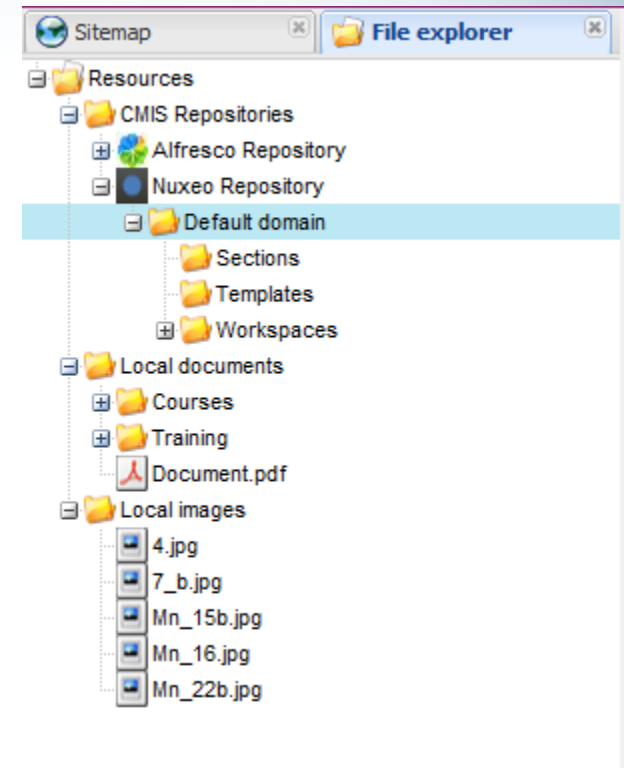 Sitemap File explorer
Resources
CMIS Repositories
Alfresco Repository
Nuxeo Repository
Default domain
Sections
Templates
Workspaces
Local documents
Courses
Training
Document.pdf
Local images
4.jpg
7_b.jpg
Mn_15b.jpg
Mn_16.jpg
Mn_22b.jpg